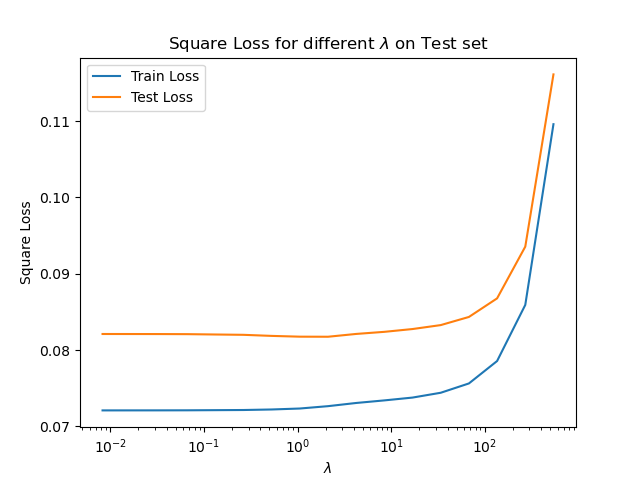 Square Loss for different λ on Test set
Train Loss
Test Loss
Square Loss
0.11
0.10
0.09
0.08
0.07
10⁻² 10⁻¹ 10⁰ 10¹ 10²
λ